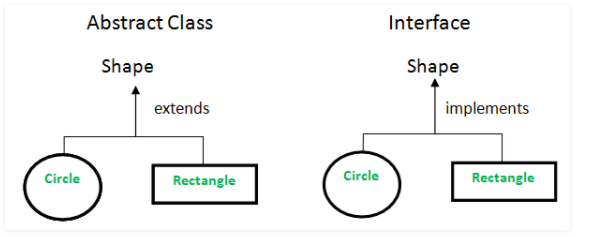 Abstract Class
Shape
extends
Circle
Rectangle
Interface
Shape
implements
Circle
Rectangle